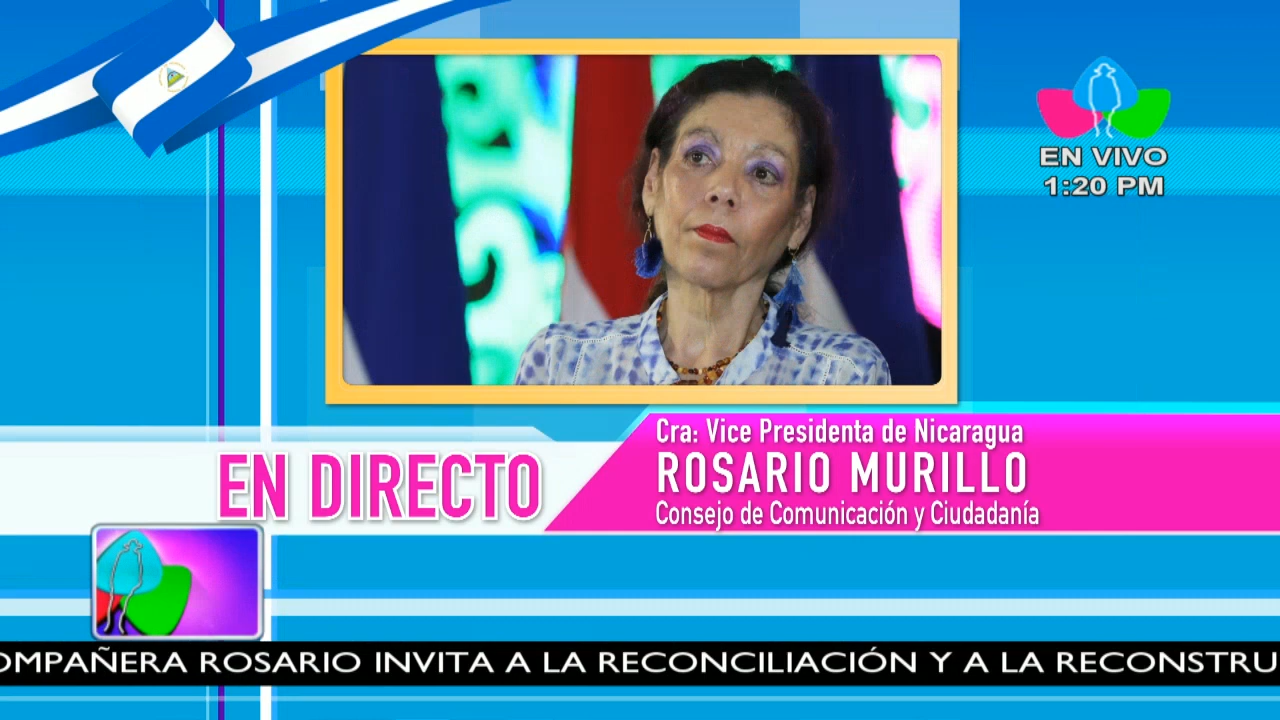 EN VIVO
1:20 PM
Cra: Vice Presidenta de Nicaragua
ROSARIO MURILLO
Consejo de Comunicación y Ciudadanía
EN DIRECTO
OMPAÑERA ROSARIO INVITA A LA RECONCILIACIÓN Y A LA RECONSTRU